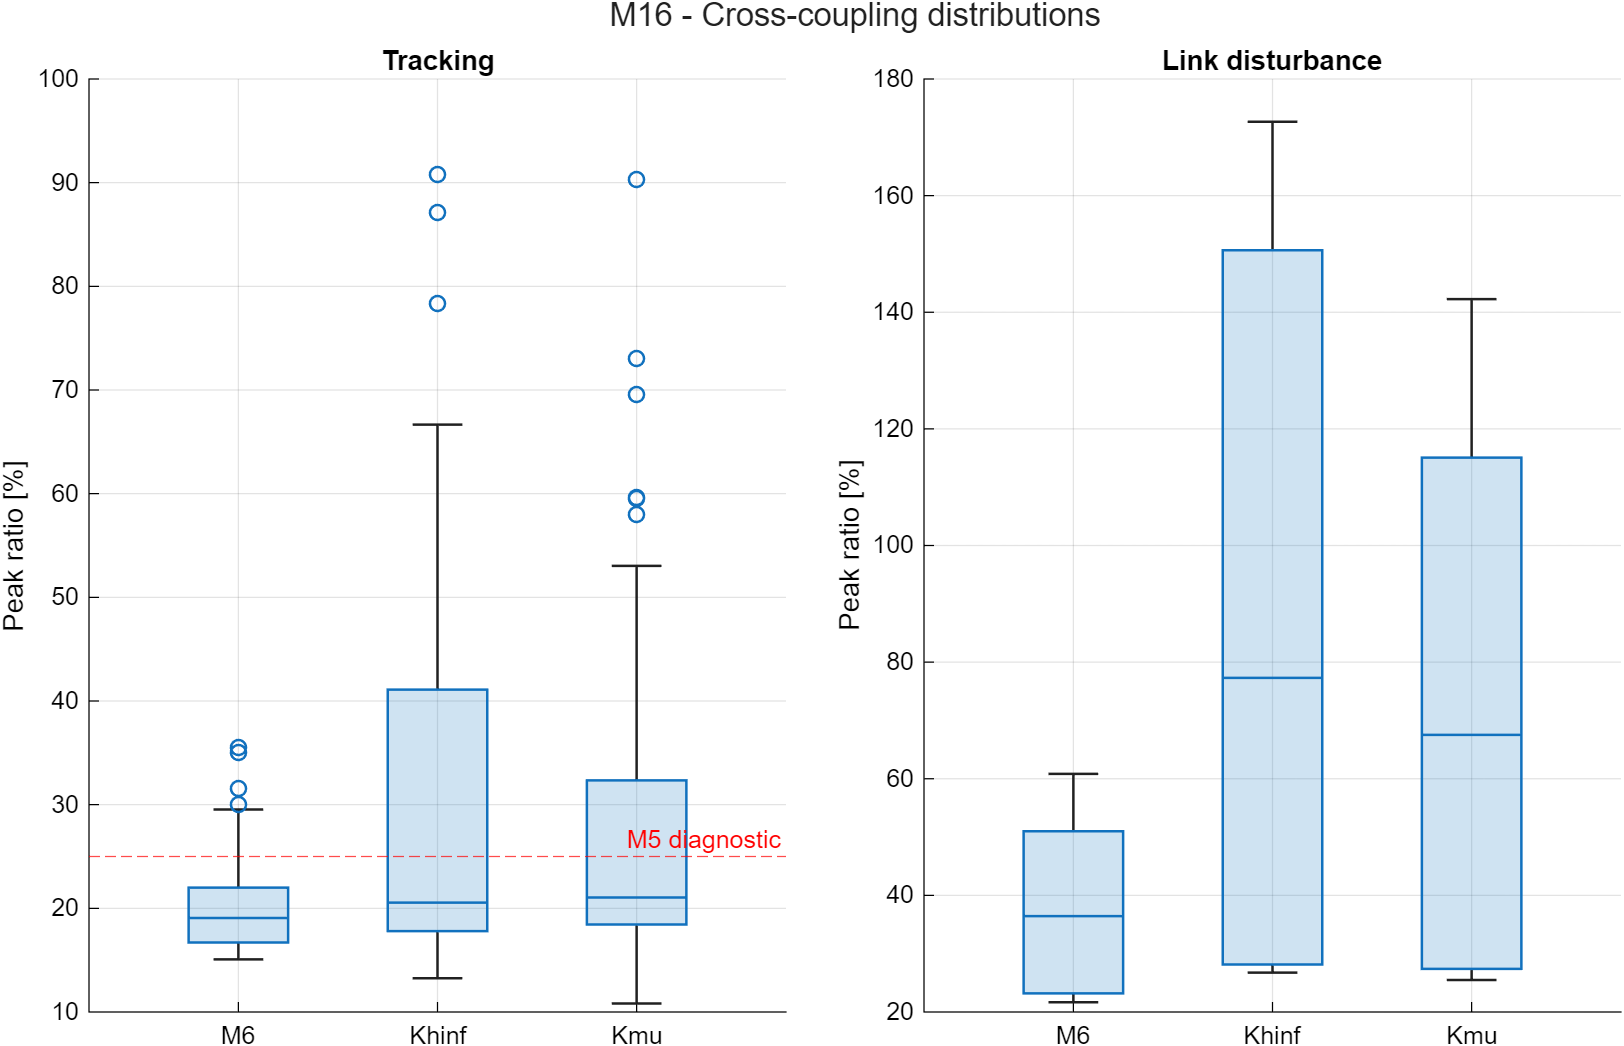 M16 - Cross-coupling distributions
Tracking
100
90
80
70
60
50
40
30
20
10
Peak ratio [%]
M5 diagnostic
M6
Khinf
Kmu
Link disturbance
180
160
140
120
100
80
60
40
20
Peak ratio [%]
M6
Khinf
Kmu